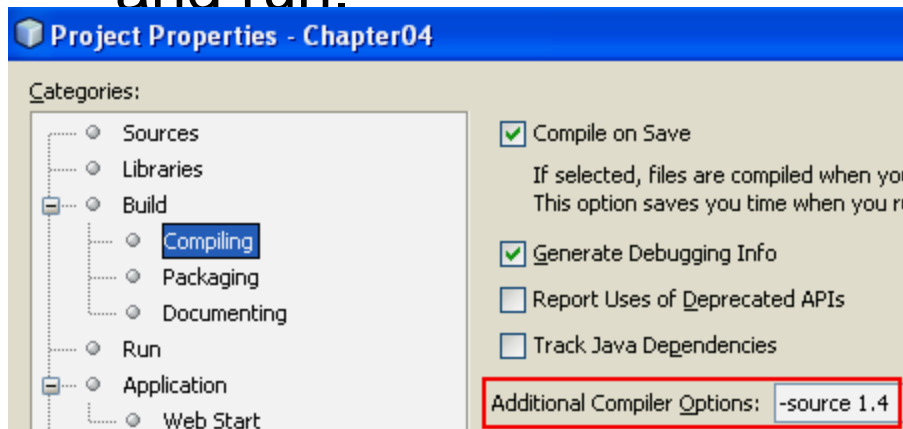 and run.
Project Properties - Chapter04
Categories:
Sources
Libraries
Build
Compiling
Packaging
Documenting
Run
Application
Web Start
Compile on Save
If selected, files are compiled when you
This option saves you time when you r
Generate Debugging Info
Report Uses of Deprecated APIs
Track Java Dependencies
Additional Compiler Options: -source 1.4